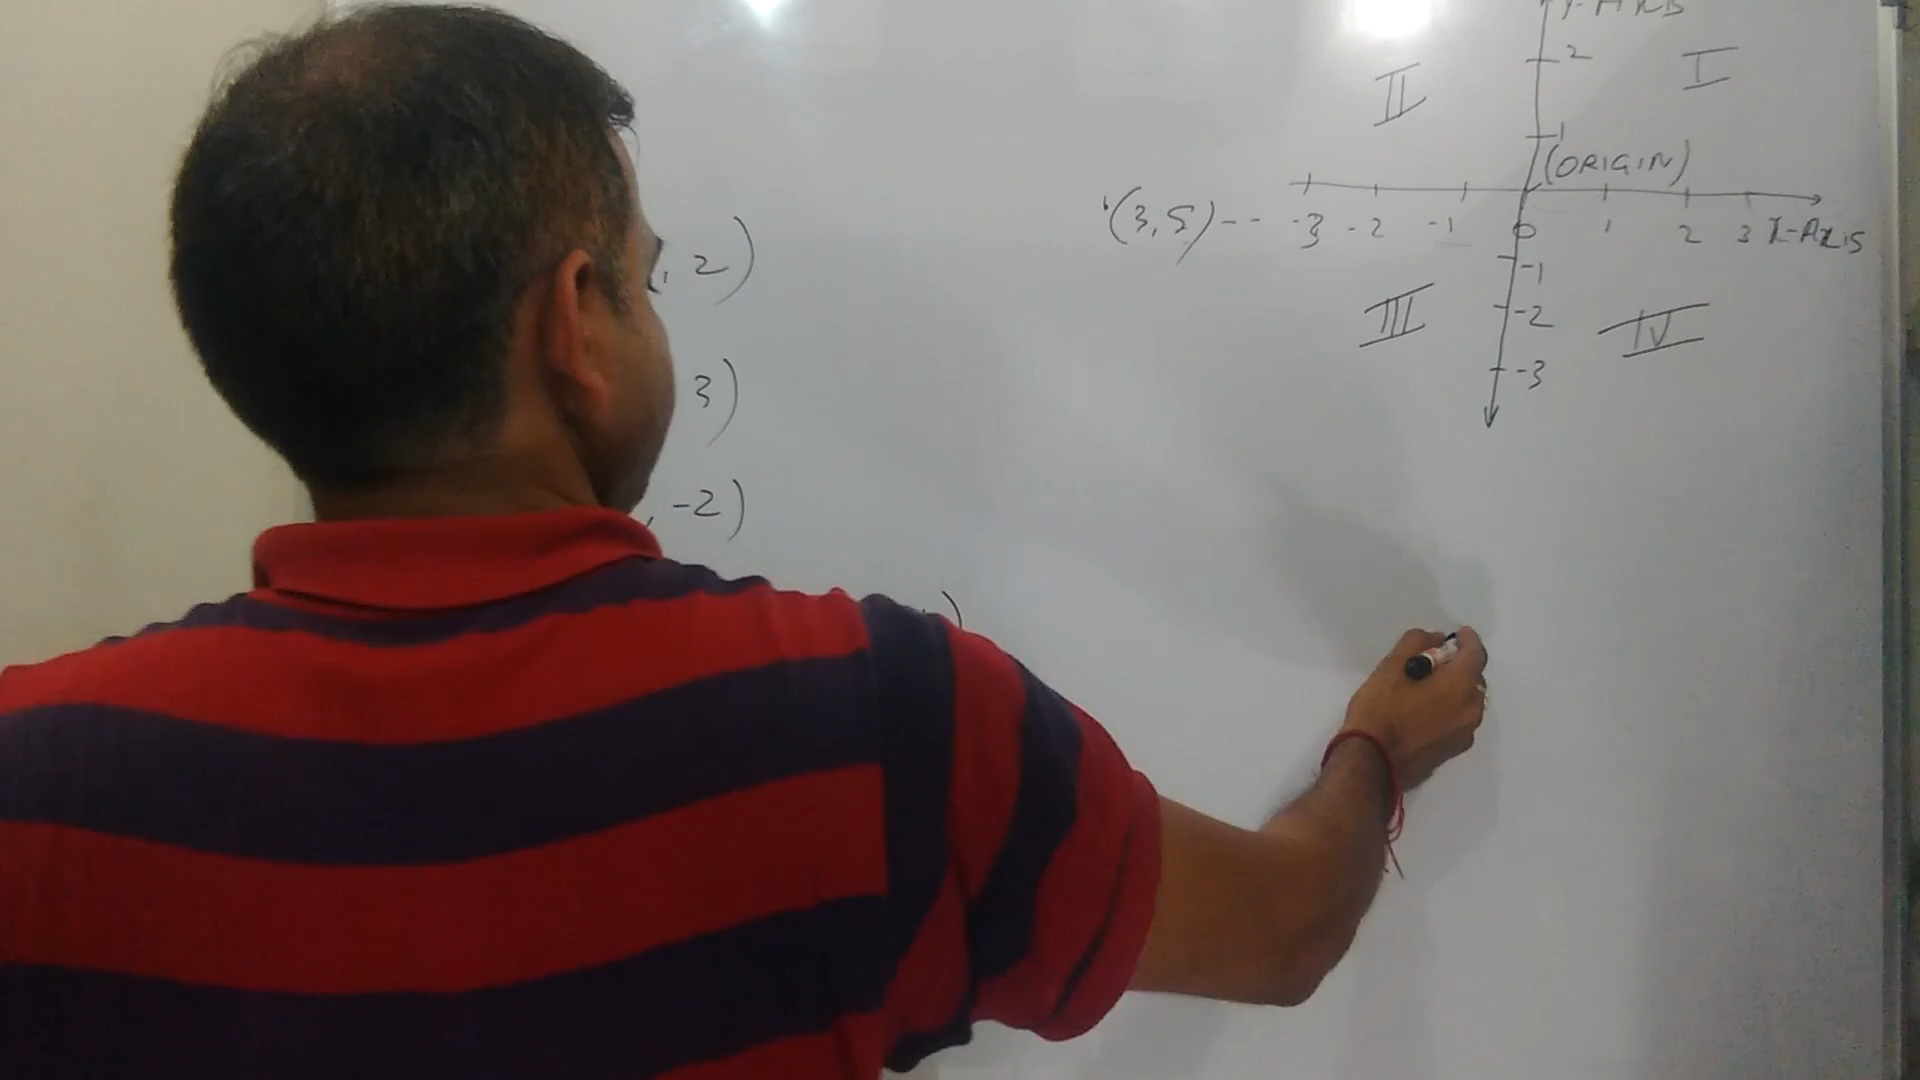 Y-AXIS
2
II
I
1
(ORIGIN)
(3,5)-- -3 -2 -1 0 1 2 3 X-AXIS
, 2)
-1
III
-2
IV
-3
3)
, -2)
)